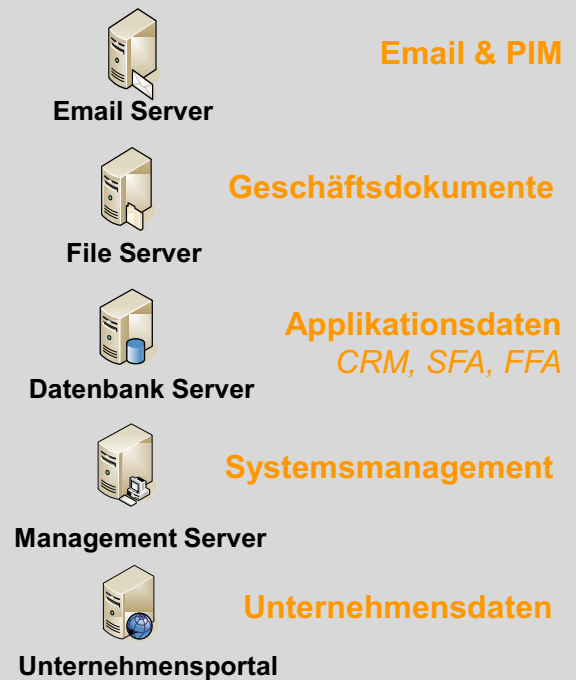 Email & PIM
Email Server
Geschäftsdokumente
File Server
Applikationsdaten
CRM, SFA, FFA
Datenbank Server
Systemsmanagement
Management Server
Unternehmensdaten
Unternehmensportal